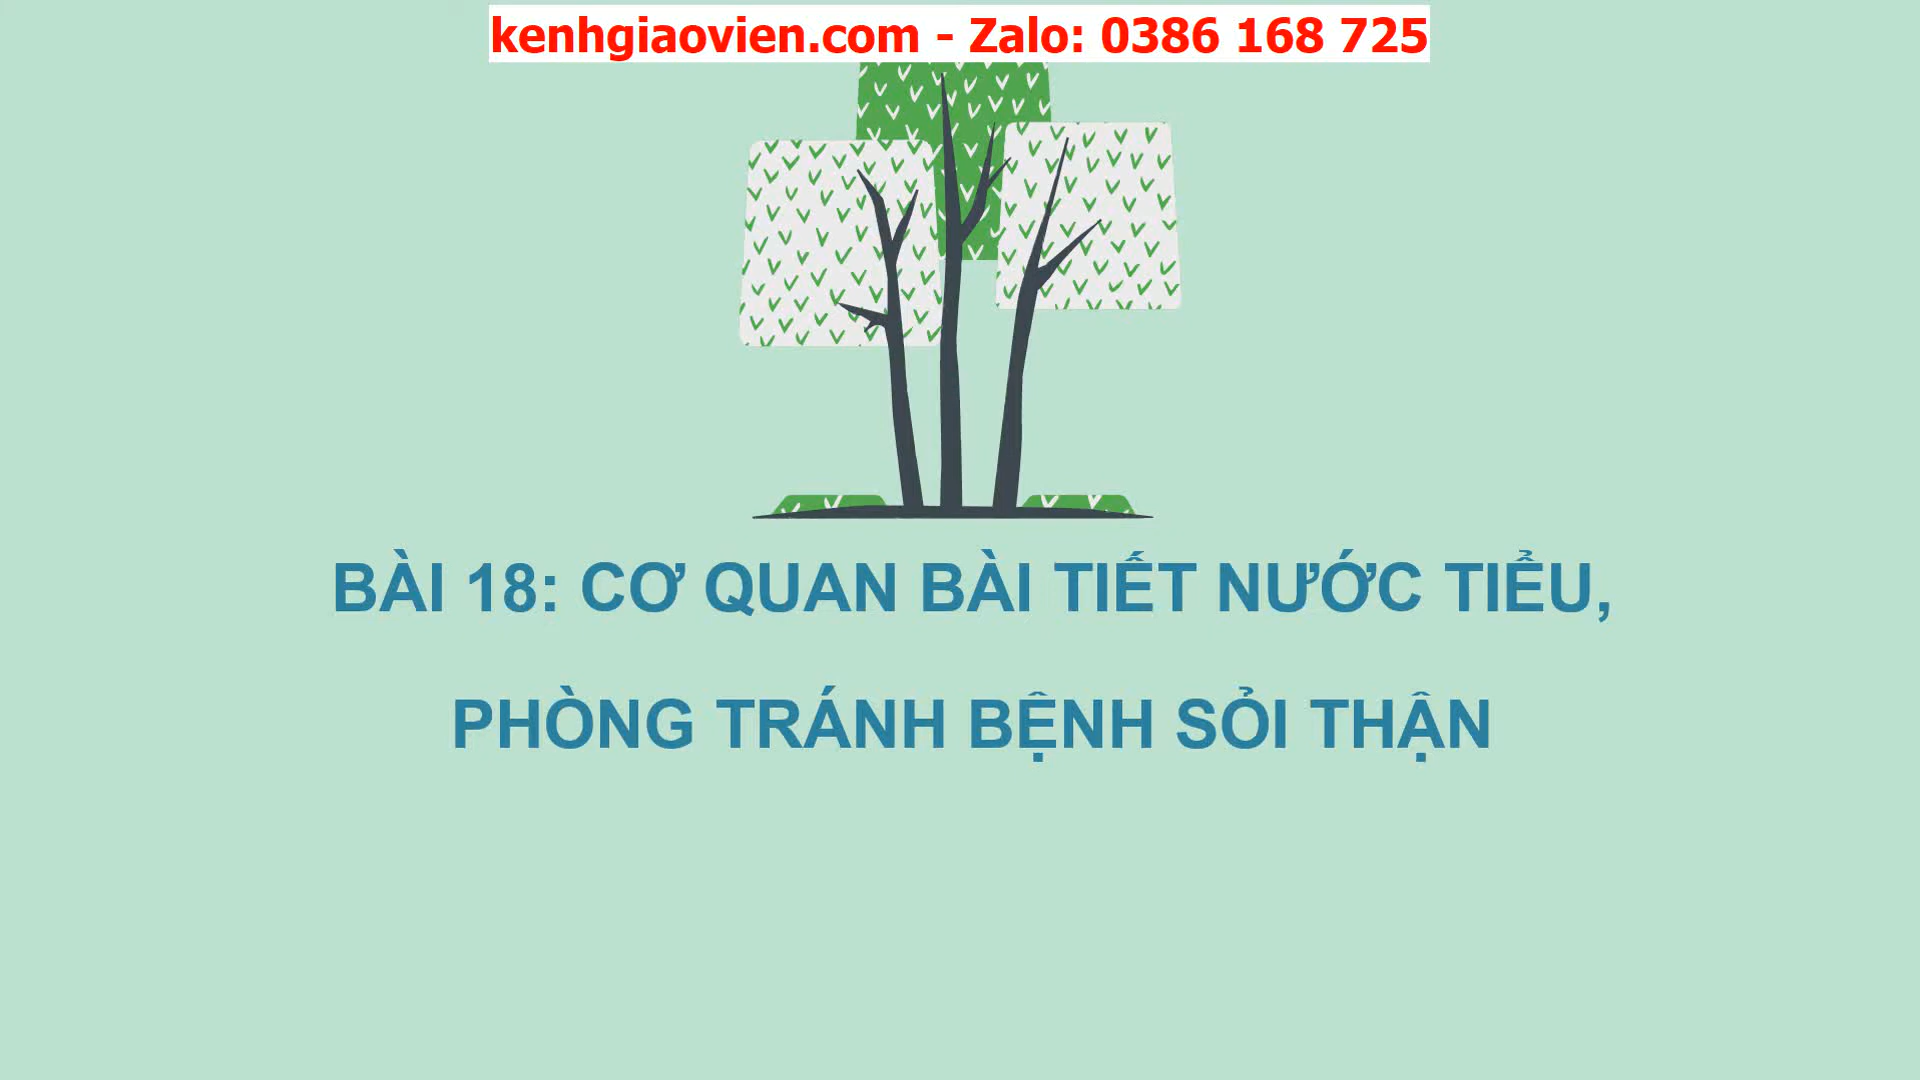 kenhgiaovien.com - Zalo: 0386 168 725
BÀI 18: CƠ QUAN BÀI TIẾT NƯỚC TIỂU,
PHÒNG TRÁNH BỆNH SỎI THẬN